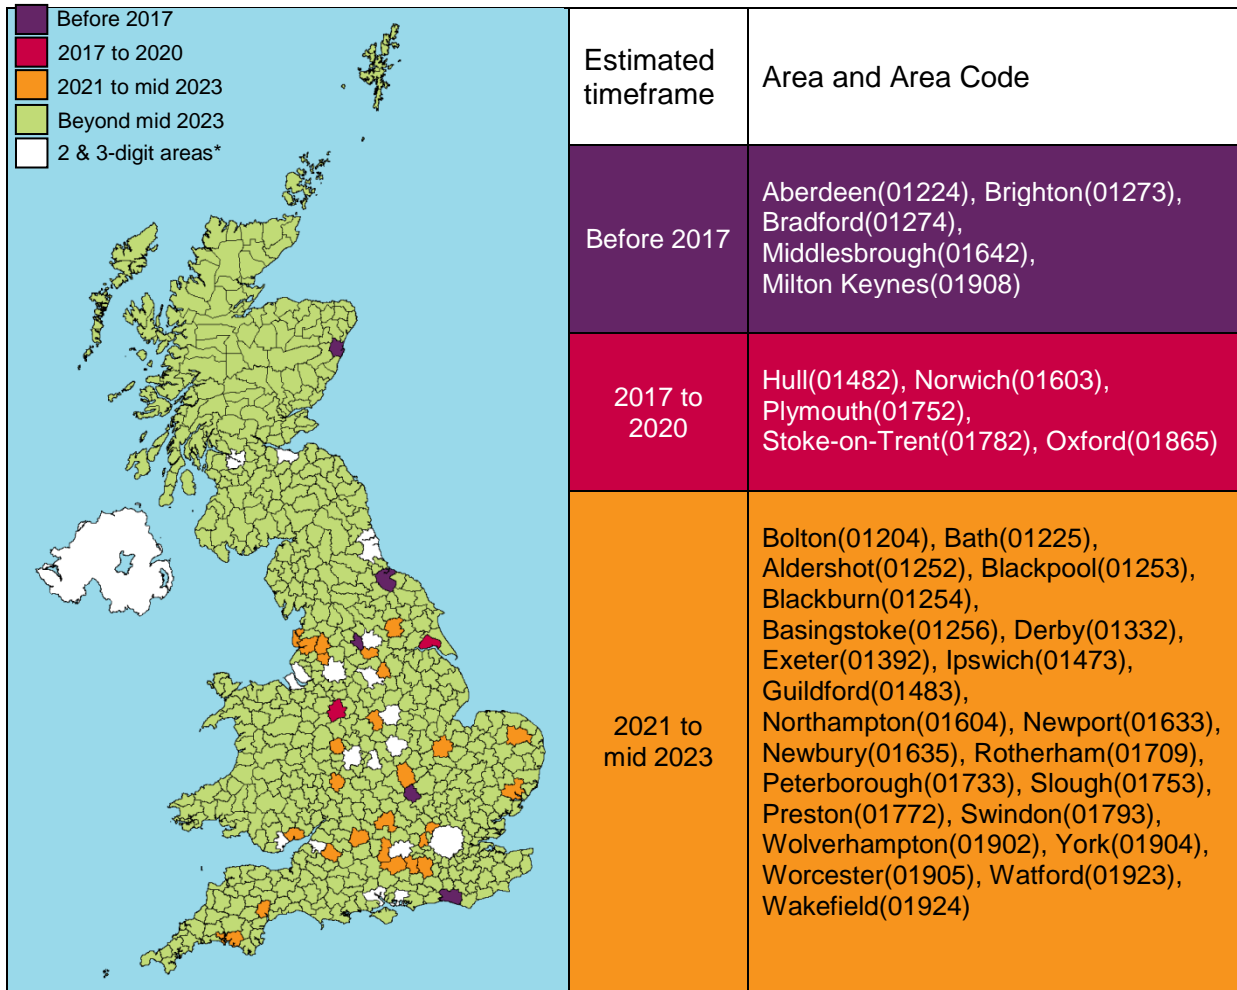 Before 2017
2017 to 2020
2021 to mid 2023
Beyond mid 2023
2 & 3-digit areas*
Estimated
timeframe
Area and Area Code
Before 2017
Aberdeen(01224), Brighton(01273),
Bradford(01274),
Middlesbrough(01642),
Milton Keynes(01908)
2017 to
2020
Hull(01482), Norwich(01603),
Plymouth(01752),
Stoke-on-Trent(01782), Oxford(01865)
2021 to
mid 2023
Bolton(01204), Bath(01225),
Aldershot(01252), Blackpool(01253),
Blackburn(01254),
Basingstoke(01256), Derby(01332),
Exeter(01392), Ipswich(01473),
Guildford(01483),
Northampton(01604), Newport(01633),
Newbury(01635), Rotherham(01709),
Peterborough(01733), Slough(01753),
Preston(01772), Swindon(01793),
Wolverhampton(01902), York(01904),
Worcester(01905), Watford(01923),
Wakefield(01924)